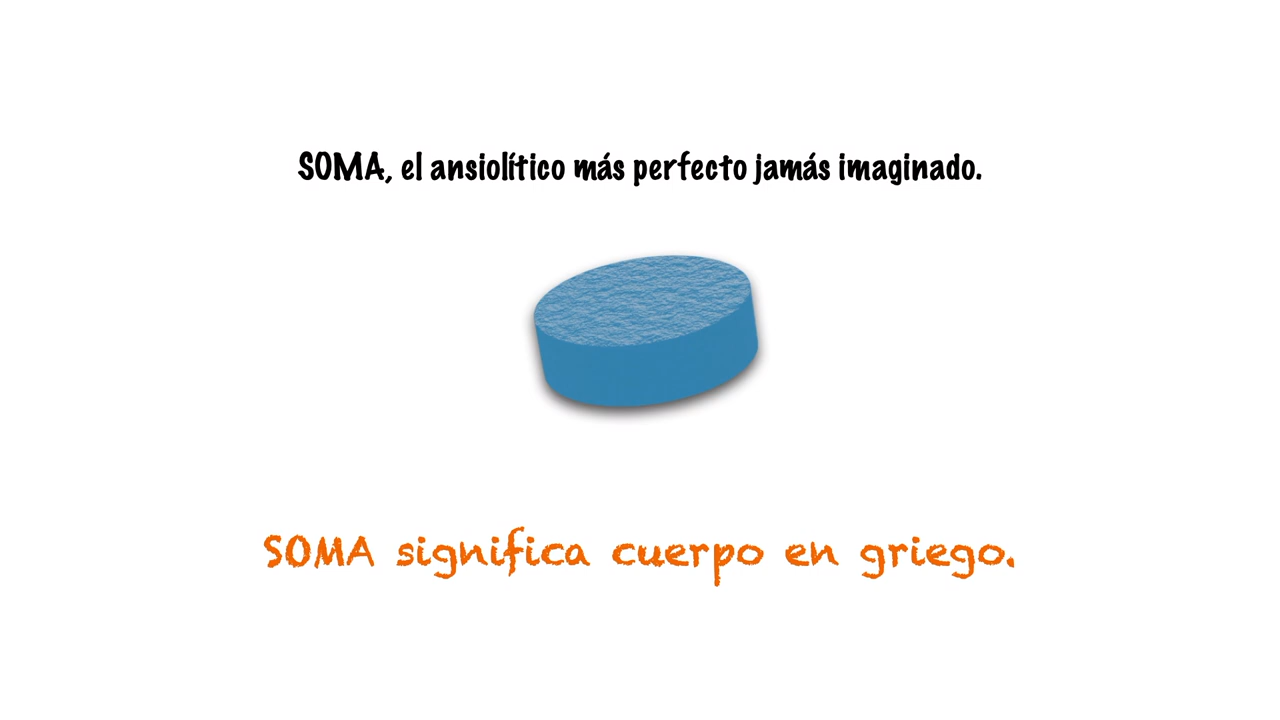 SOMA, el ansiolítico más perfecto jamás imaginado.
SOMA significa cuerpo en griego.